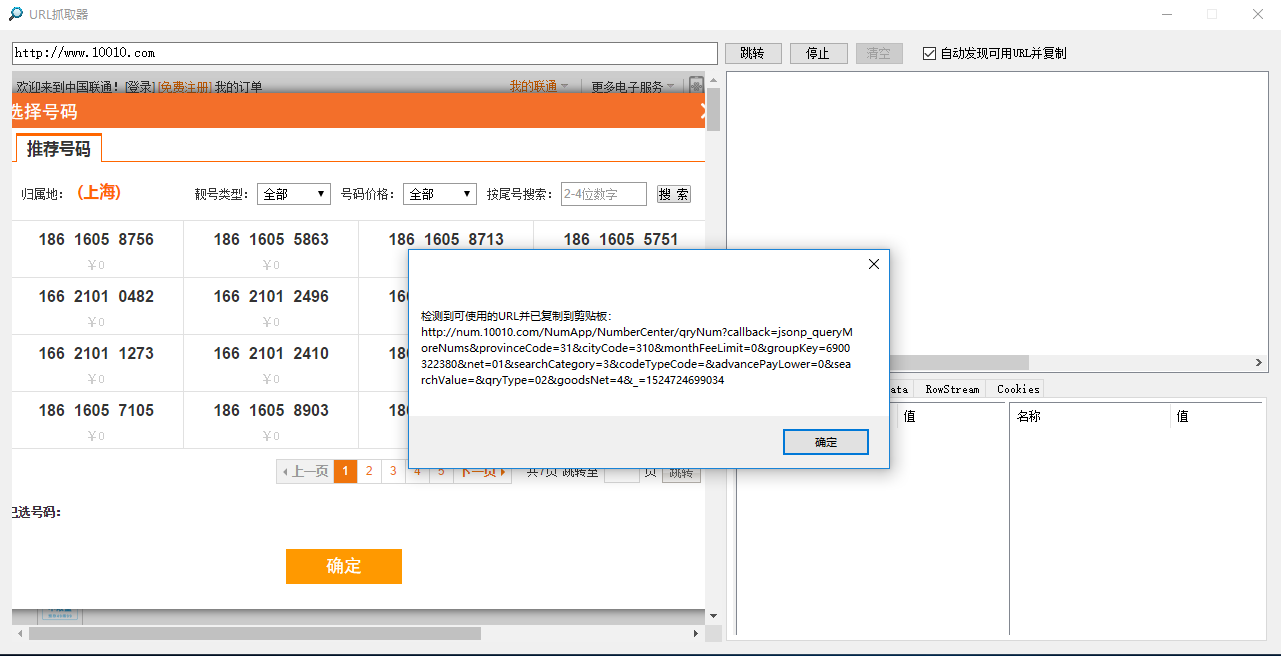 URL抓取器
http://www.10010.com
跳转 停止 清空 自动发现可用URL并复制
欢迎来到中国联通！[登录] [免费注册] 我的订单 我的联通 更多电子服务
选择号码
推荐号码
归属地： （上海） 靓号类型： 全部 号码价格： 全部 按尾号搜索： 2-4位数字 搜 索
186 1605 8756 186 1605 5863 186 1605 8713 186 1605 5751
￥0 ￥0
166 2101 0482 166 2101 2496
￥0 ￥0
166 2101 1273 166 2101 2410
￥0 ￥0
186 1605 7105 186 1605 8903
￥0 ￥0
上一页 1 2 3 4 5 下一页 共7页 跳转至 页 跳转
已选号码：
确定
检测到可使用的URL并已复制到剪贴板：
http://num.10010.com/NumApp/NumberCenter/qryNum?callback=jsonp_queryM
oreNums&provinceCode=31&cityCode=310&monthFeeLimit=0&groupKey=6900
322380&net=01&searchCategory=3&codeTypeCode=&advancePayLower=0&sea
rchValue=&qryType=02&goodsNet=4&_=1524724699034
确定
ata RowStream Cookies
值 名称 值